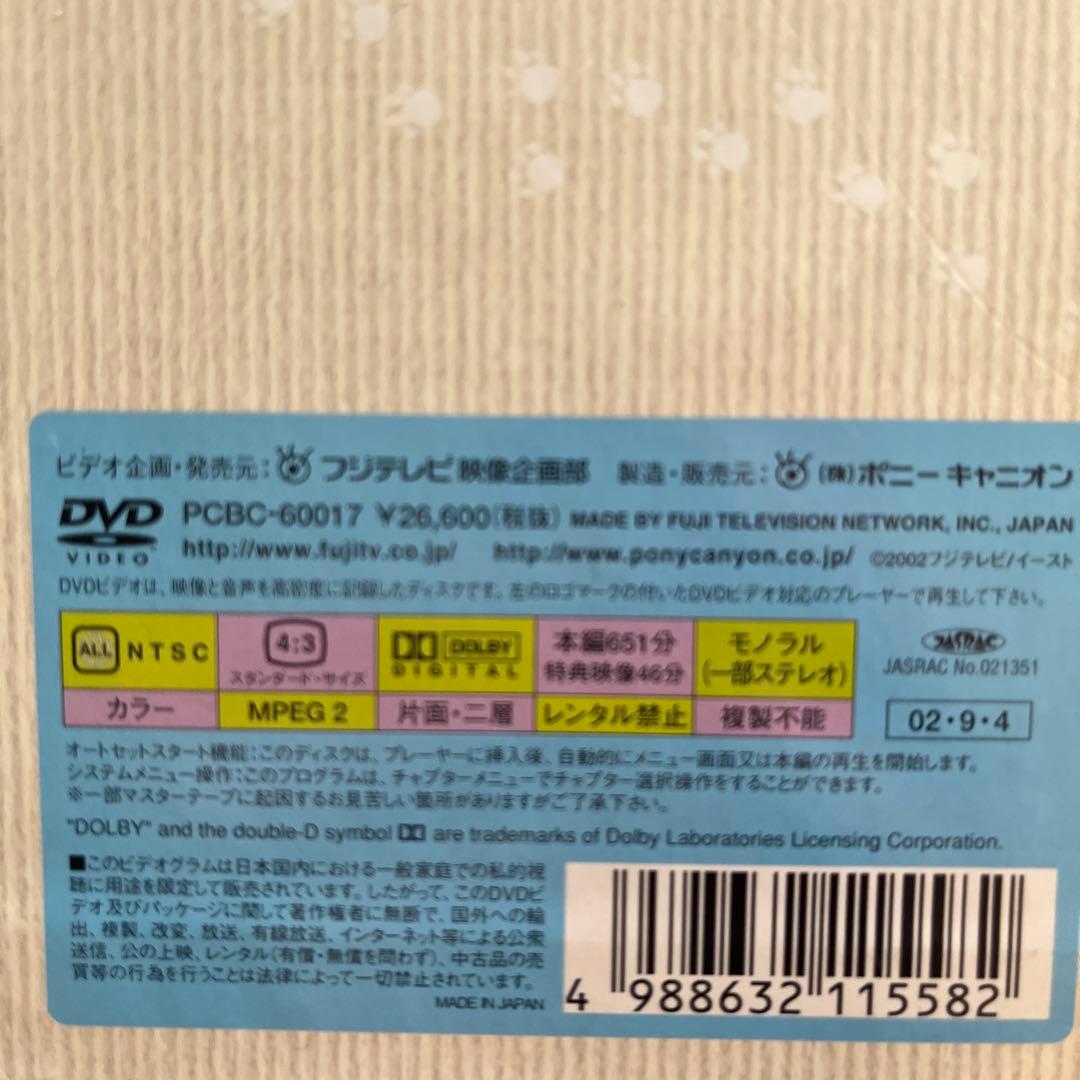 ビデオ企画・発売元: フジテレビ映像企画部 製造・販売元: (株)ポニーキャニオン
DVD VIDEO PCBC-60017 ¥26,600(税抜) MADE BY FUJI TELEVISION NETWORK, INC., JAPAN
http://www.fujitv.co.jp/ http://www.ponycanyon.co.jp/ ©2002フジテレビ/イースト
DVDビデオは、映像と音声を高密度に記録したディスクです。左のロゴマークの付いたDVDビデオ対応のプレーヤーで再生して下さい。
ALL NTSC 4:3 スタンダード・サイズ DOLBY DIGITAL 本編651分 特典映像46分 モノラル (一部ステレオ)
カラー MPEG 2 片面・二層 レンタル禁止 複製不能
JASRAC
JASRAC No.021351
02・9・4
オートセットスタート機能:このディスクは、プレーヤーに挿入後、自動的にメニュー画面又は本編の再生を開始します。
システムメニュー操作:このプログラムは、チャプターメニューでチャプター選択操作をすることができます。
※一部マスターテープに起因するお見苦しい箇所がありますがご了承下さい。
"DOLBY" and the double-D symbol are trademarks of Dolby Laboratories Licensing Corporation.
■このビデオグラムは日本国内における一般家庭での私的視
聴に用途を限定して販売されています。したがって、このDVDビ
デオ及びパッケージに関して著作権者に無断で、国外への輸
出、複製、改変、放送、有線放送、インターネット等による公衆
送信、公の上映、レンタル(有償・無償を問わず)、中古品の売
買等の行為を行うことは法律によって一切禁止されています。
MADE IN JAPAN
4 988632 115582